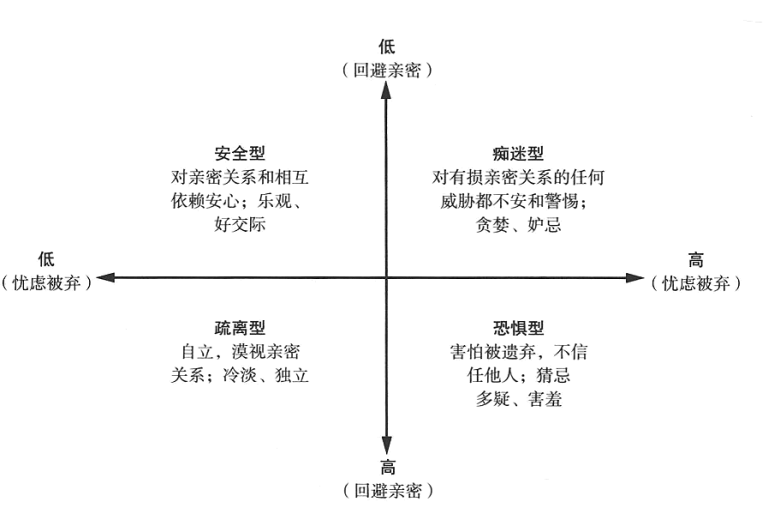 低
（回避亲密）
安全型
对亲密关系和相互
依赖安心；乐观、
好交际
痴迷型
对有损亲密关系的任何
威胁都不安和警惕；
贪婪、妒忌
低
（忧虑被弃）
高
（忧虑被弃）
疏离型
自立，漠视亲密
关系；冷淡、独立
恐惧型
害怕被遗弃，不信
任他人；猜忌
多疑、害羞
高
（回避亲密）